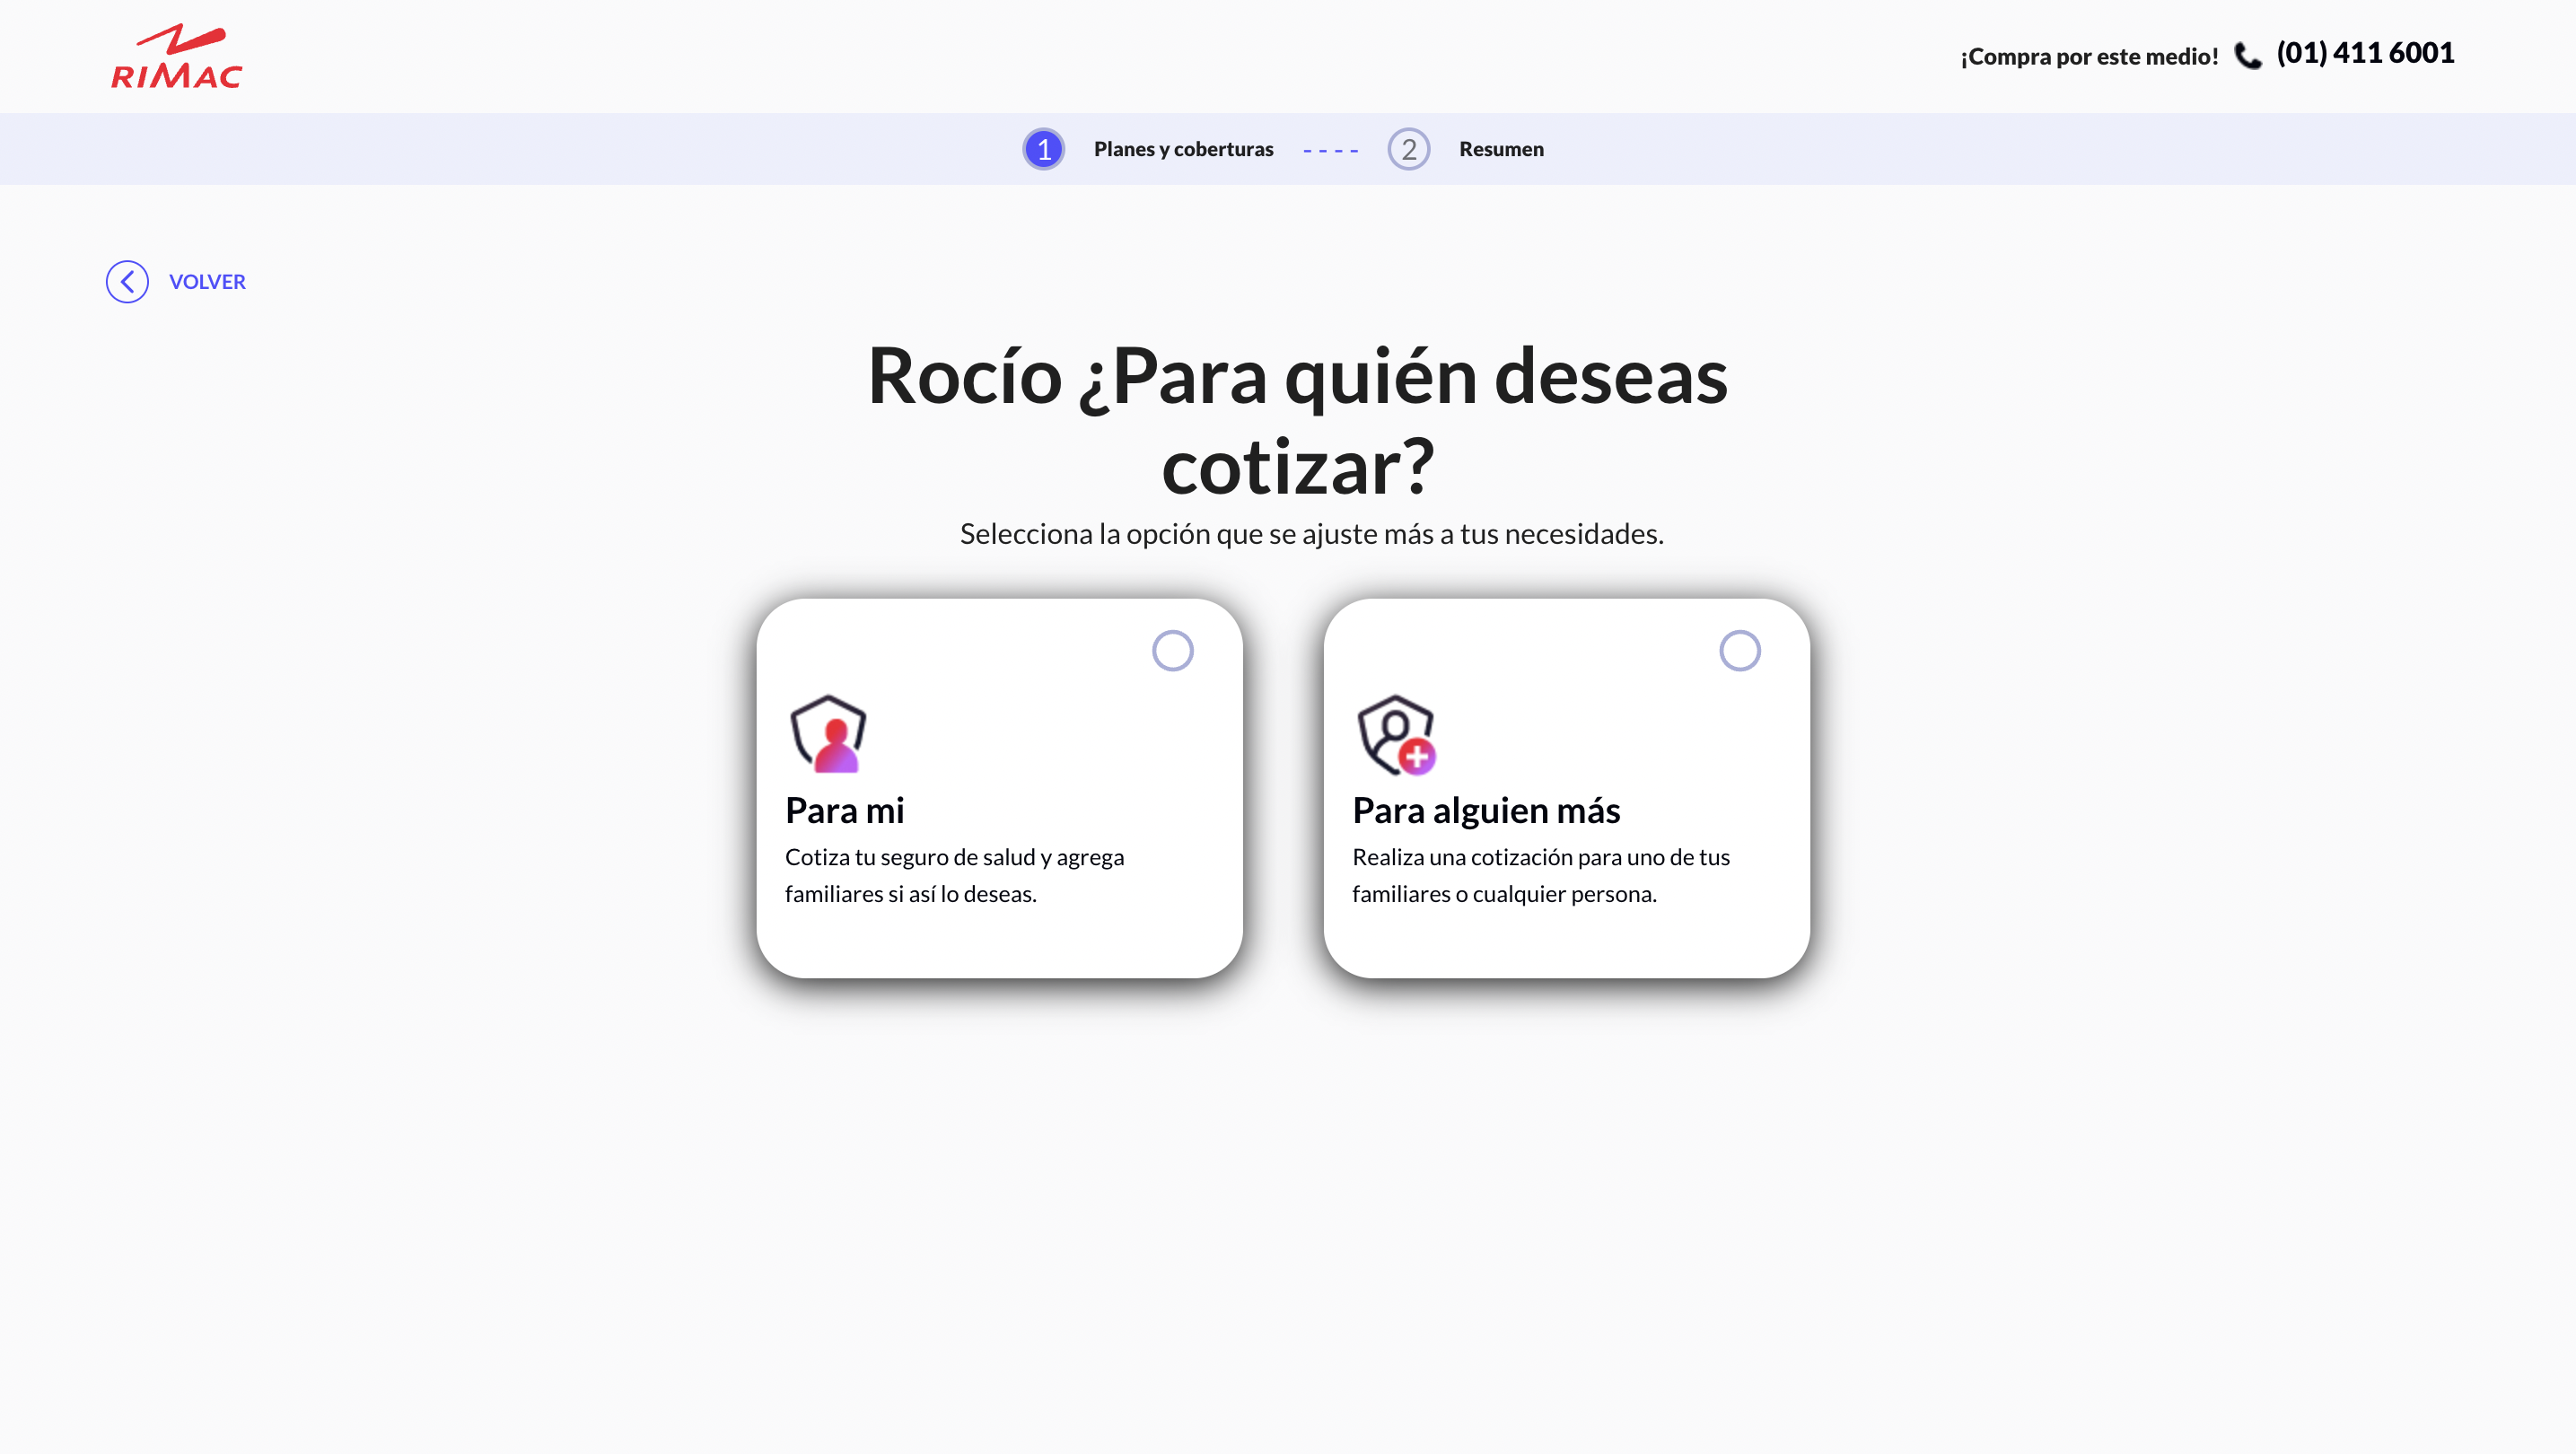 RIMAC
¡Compra por este medio! (01) 411 6001
1 Planes y coberturas - - - - 2 Resumen
VOLVER
Rocío ¿Para quién deseas
cotizar?
Selecciona la opción que se ajuste más a tus necesidades.
Para mi
Cotiza tu seguro de salud y agrega
familiares si así lo deseas.
Para alguien más
Realiza una cotización para uno de tus
familiares o cualquier persona.